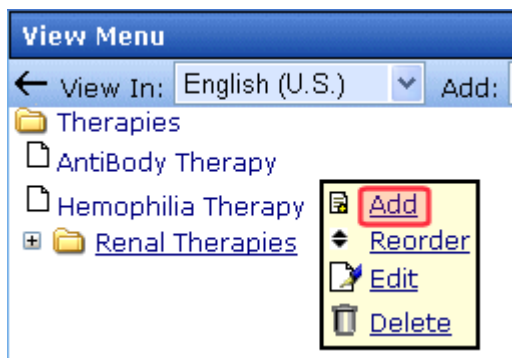 View Menu
View In: English (U.S.) Add:
Therapies
AntiBody Therapy
Hemophilia Therapy
Renal Therapies
Add
Reorder
Edit
Delete